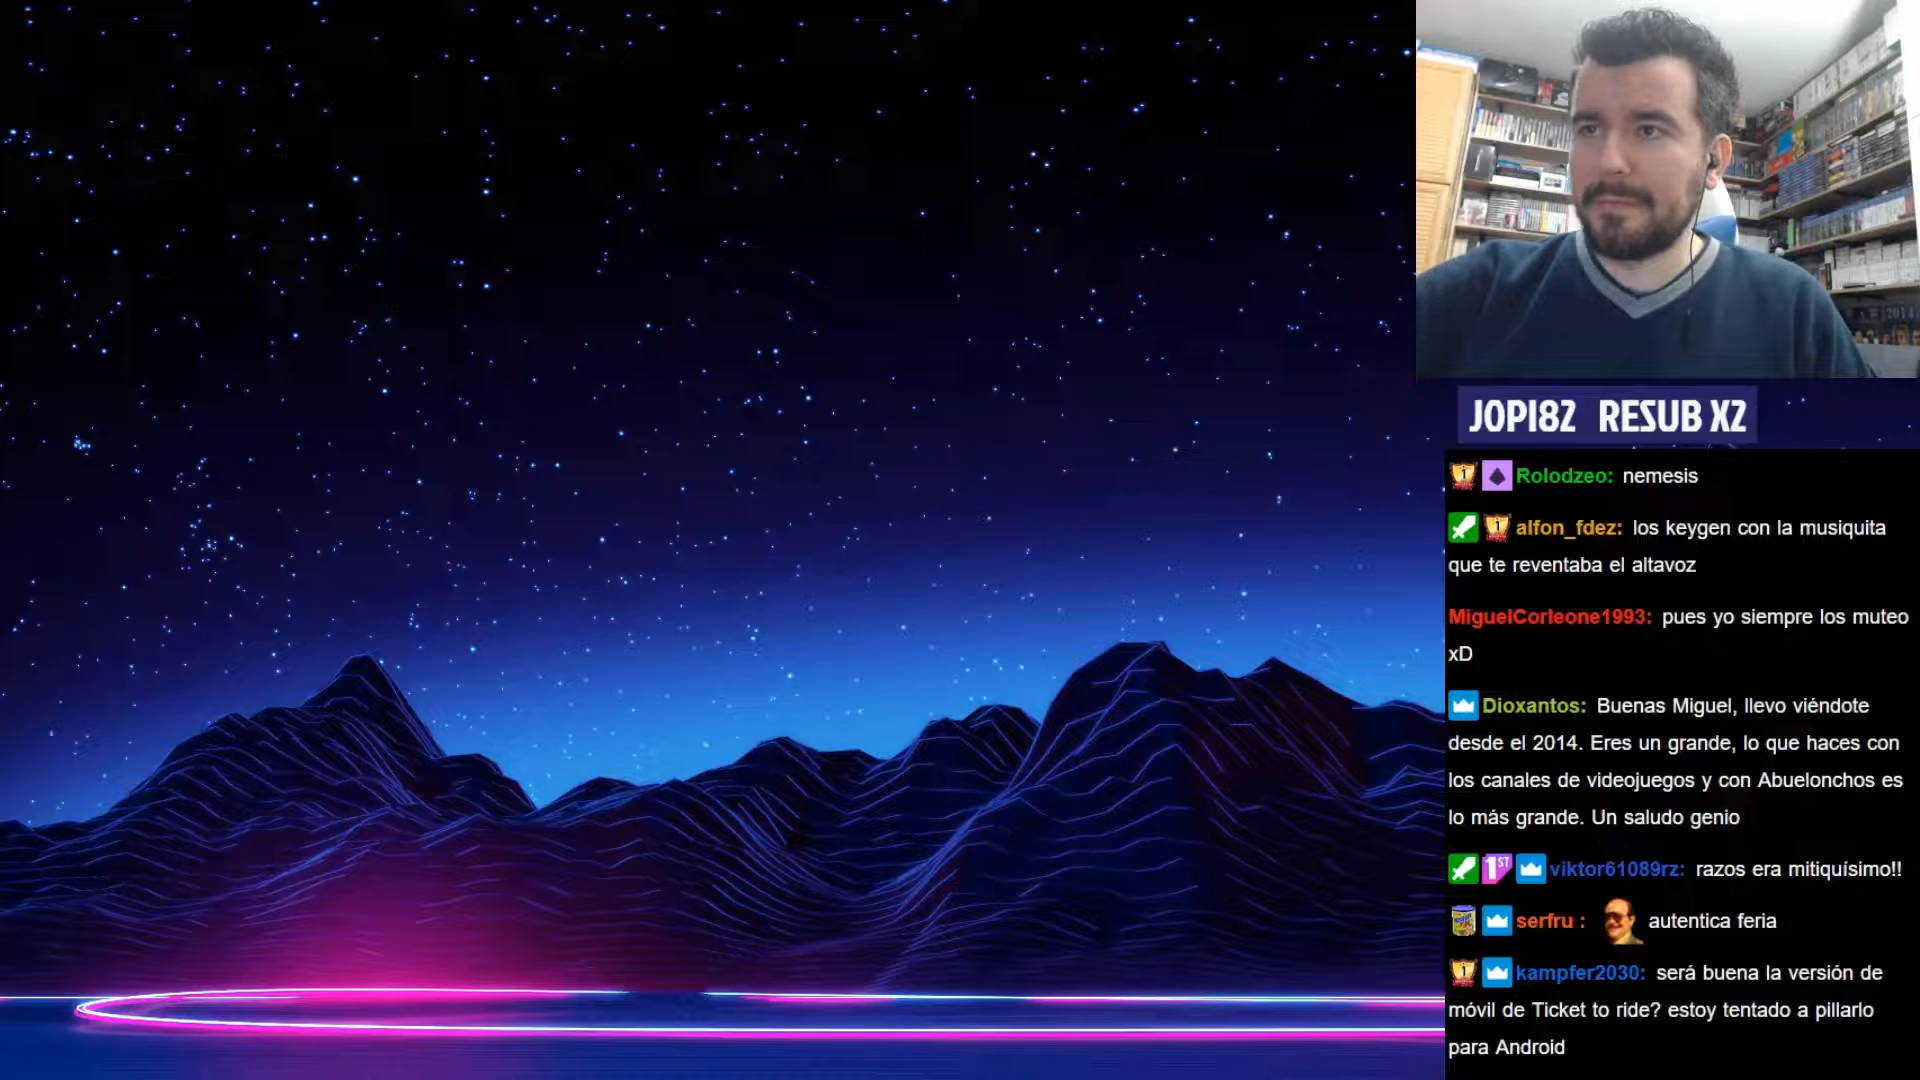 2014
JOPI82 RESUB X2
Rolodzeo: nemesis
alfon_fdez: los keygen con la musiquita
que te reventaba el altavoz
MiguelCorleone1993: pues yo siempre los muteo
xD
Dioxantos: Buenas Miguel, llevo viéndote
desde el 2014. Eres un grande, lo que haces con
los canales de videojuegos y con Abuelonchos es
lo más grande. Un saludo genio
1ST viktor61089rz: razos era mitiquísimo!!
serfru : autentica feria
kampfer2030: será buena la versión de
móvil de Ticket to ride? estoy tentado a pillarlo
para Android